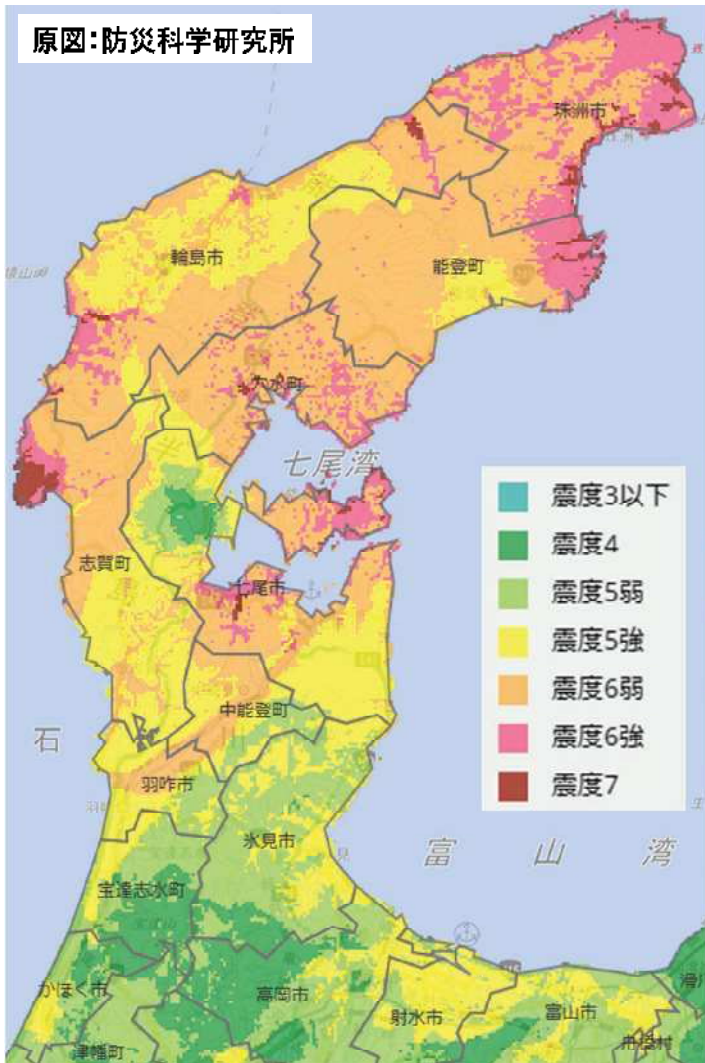 原図:防災科学研究所
珠洲市
輪島市
能登町
穴水町
七尾湾
志賀町
七尾市
中能登町
石
川
羽咋市
氷見市
宝達志水町
富山湾
かほく市
高岡市
射水市
富山市
津幡町
舟橋村
震度3以下
震度4
震度5弱
震度5強
震度6弱
震度6強
震度7